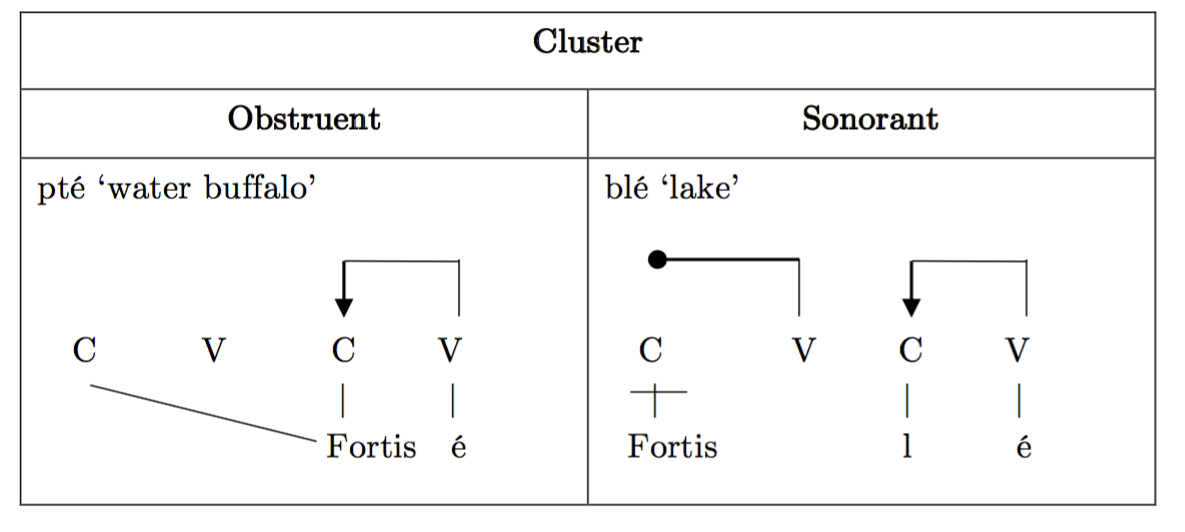 Cluster
Obstruent
Sonorant
pté ‘water buffalo’
C V C V
Fortis é
blé ‘lake’
C V C V
Fortis l é